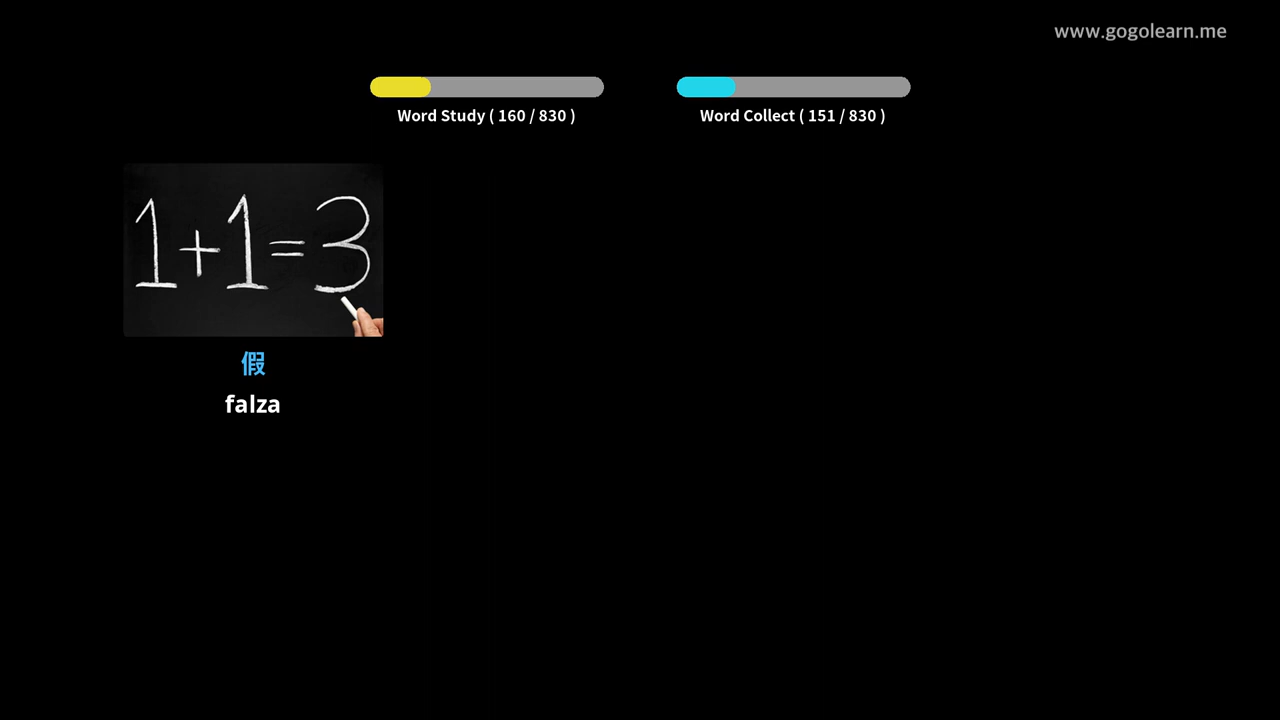 www.gogolearn.me
Word Study ( 160 / 830 )
Word Collect ( 151 / 830 )
1+1=3
假
falza